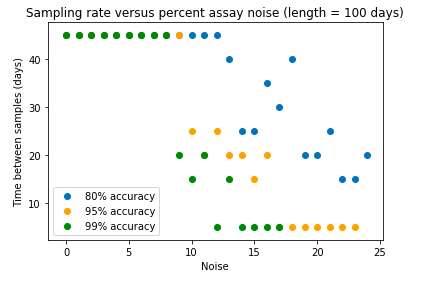 Sampling rate versus percent assay noise (length = 100 days)
Time between samples (days)
40
30
20
10
80% accuracy
95% accuracy
99% accuracy
0 5 10 15 20 25
Noise